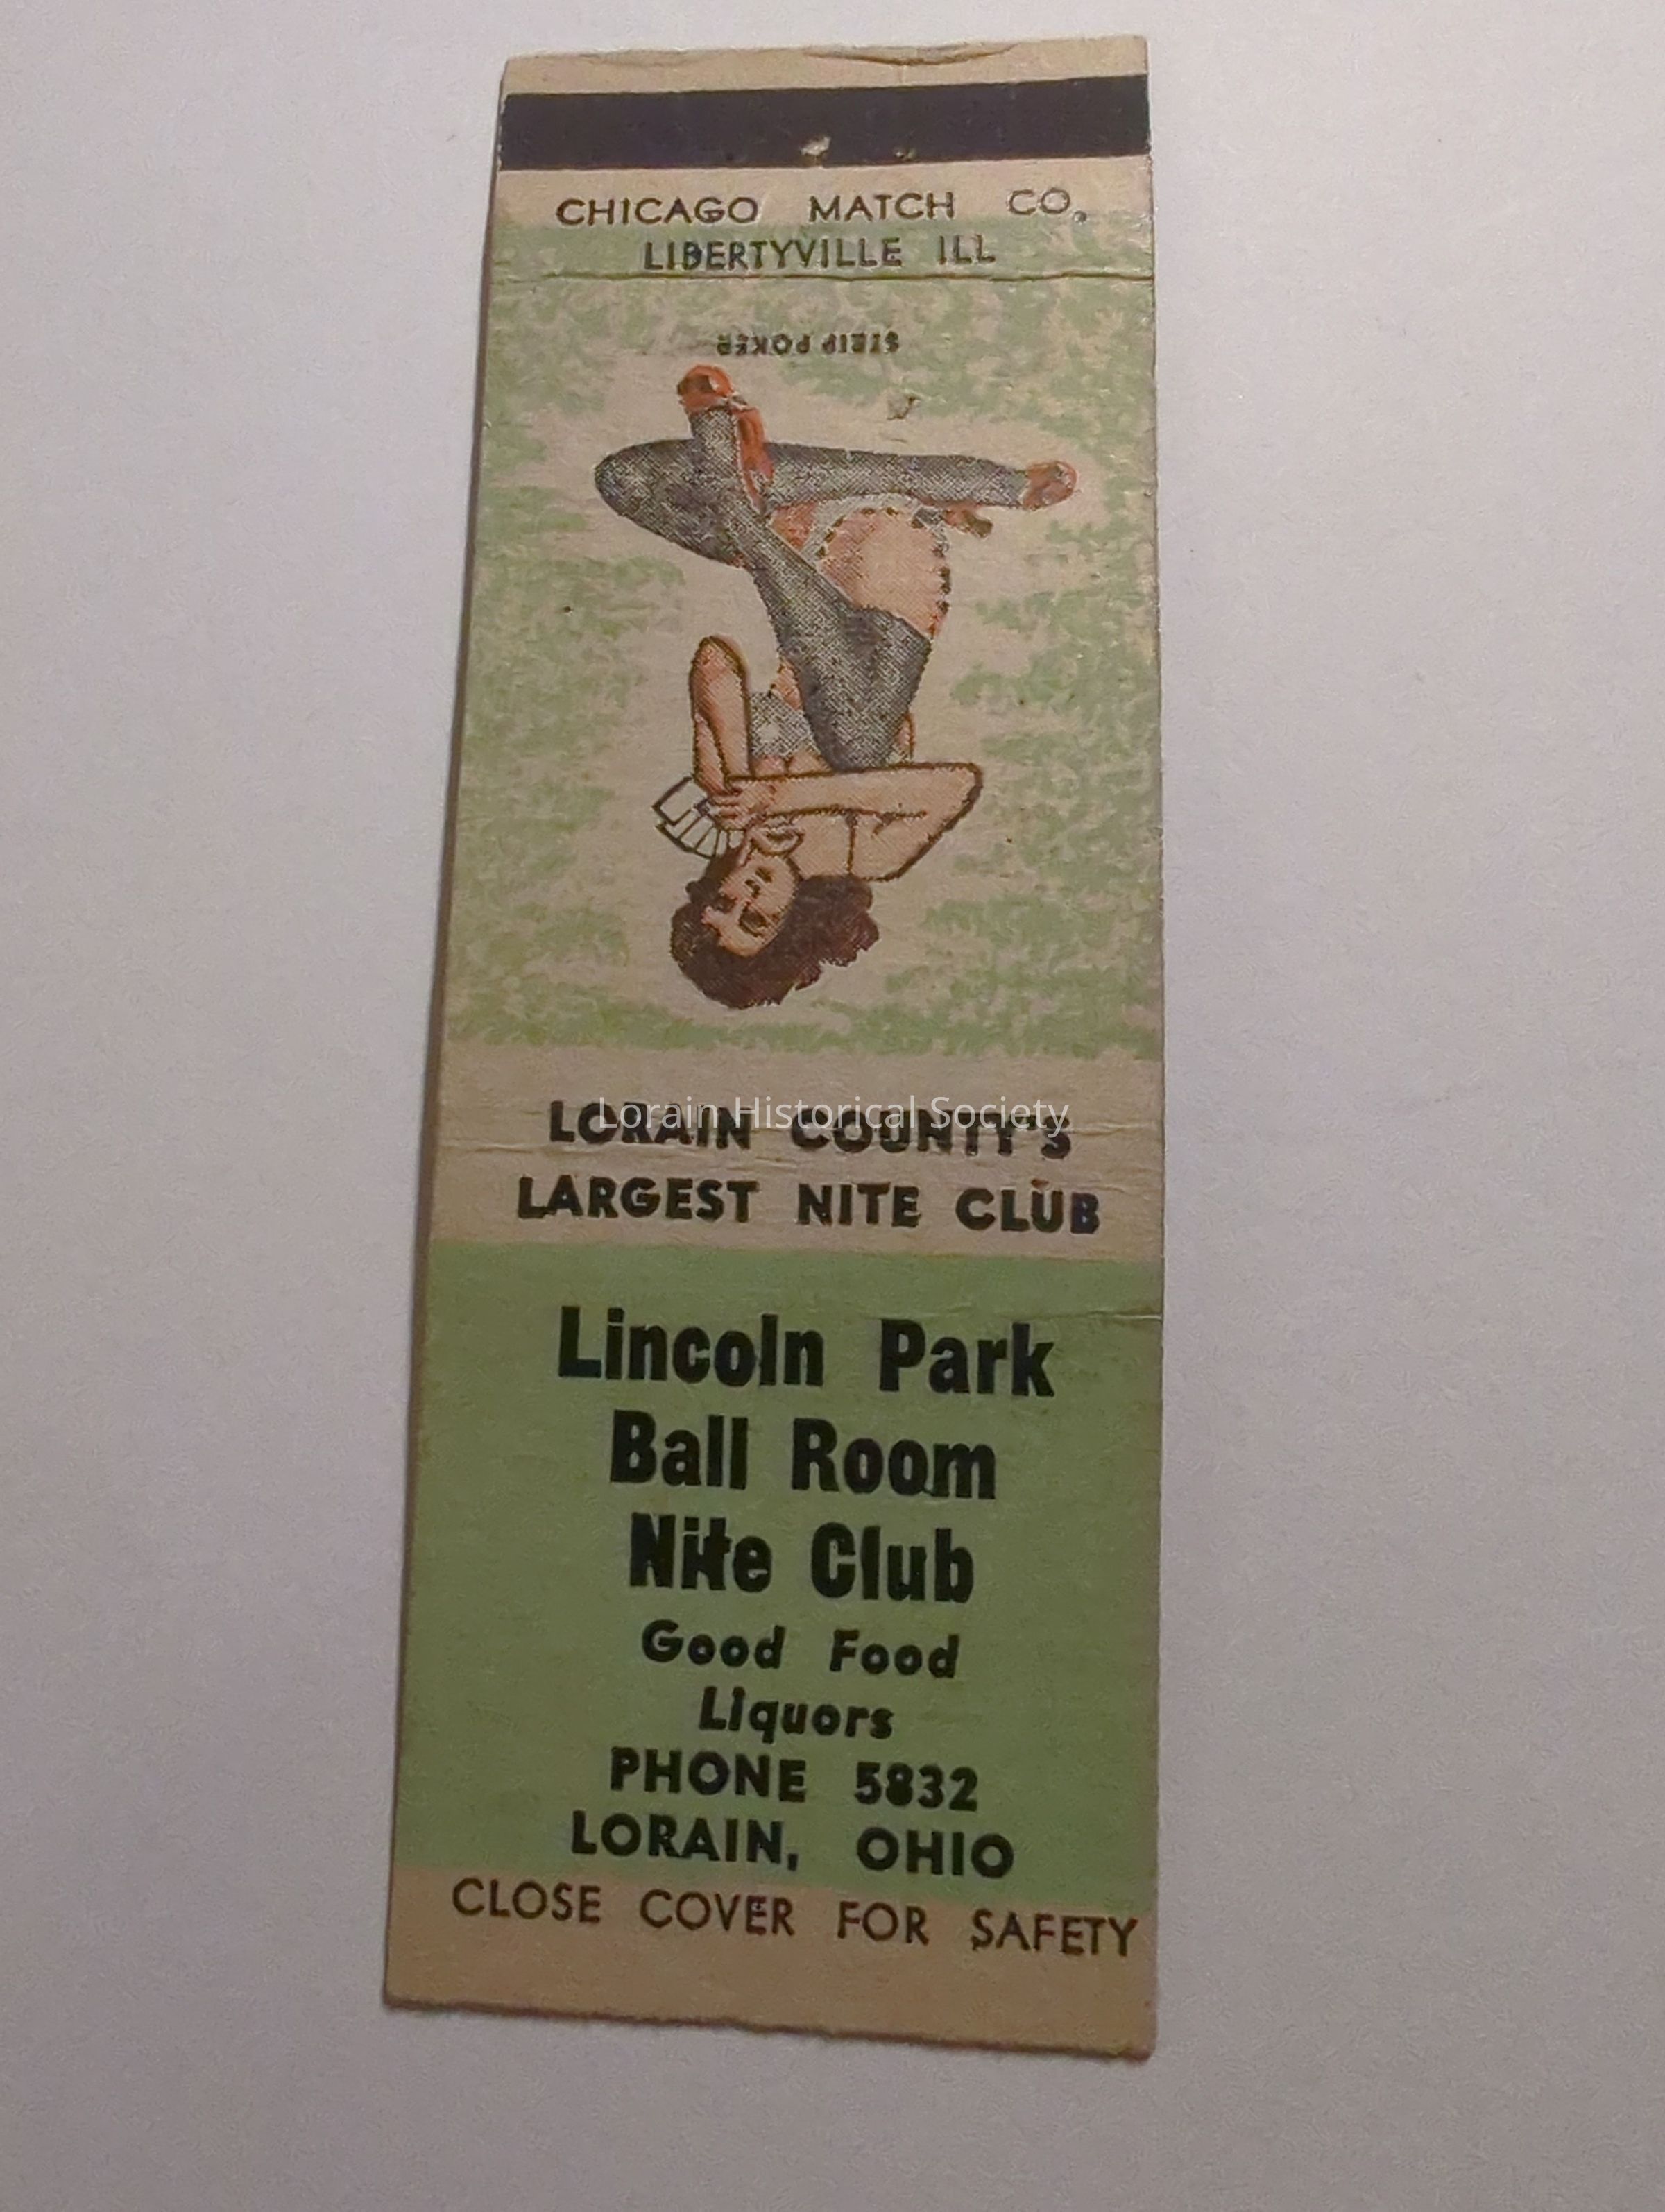 CHICAGO MATCH CO.
LIBERTYVILLE ILL
STRIP POKER
Lorain Historical Society
LORAIN COUNTY'S
LARGEST NITE CLUB
Lincoln Park
Ball Room
Nite Club
Good Food
Liquors
PHONE 5832
LORAIN, OHIO
CLOSE COVER FOR SAFETY